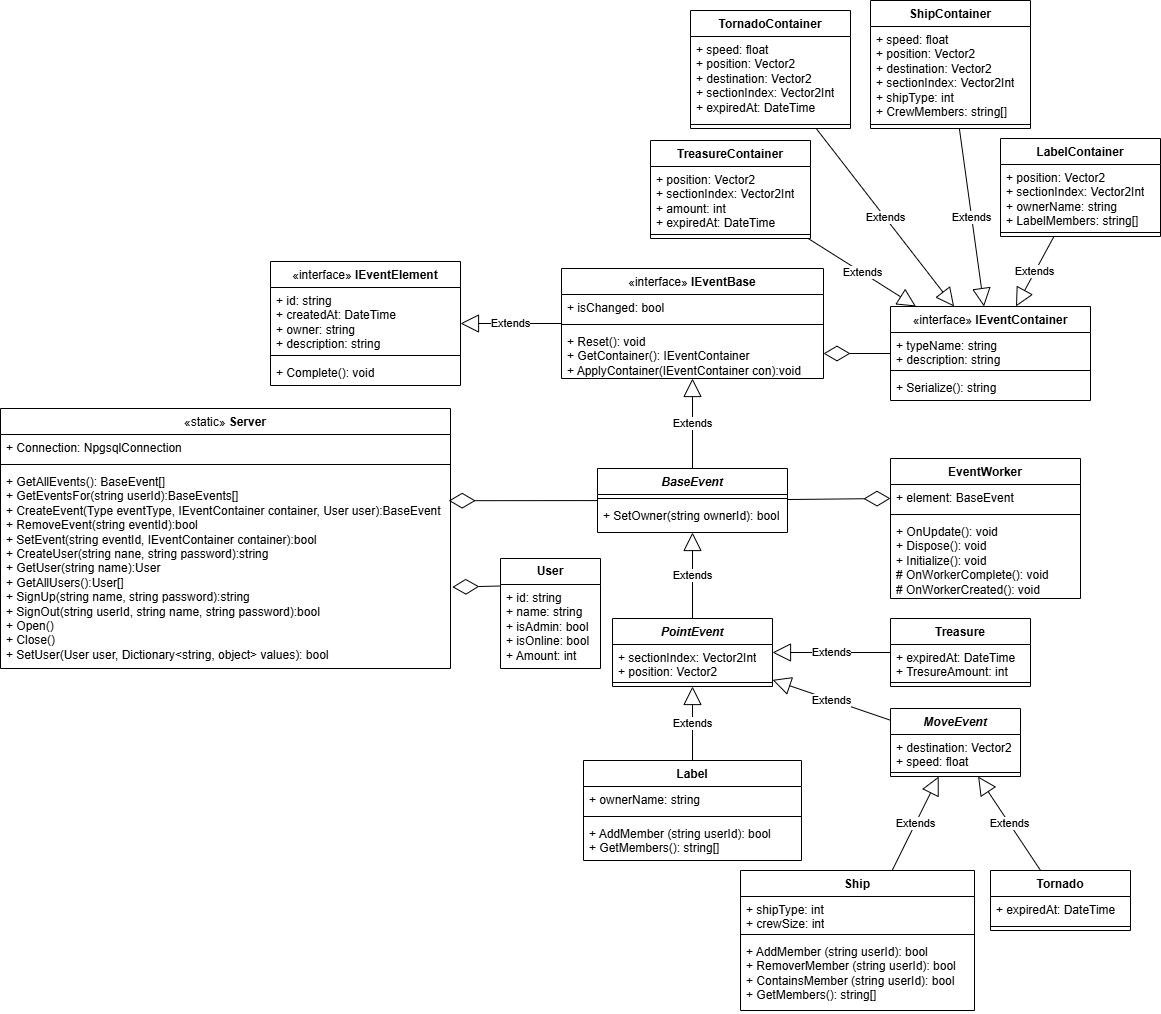 TornadoContainer
+ speed: float
+ position: Vector2
+ destination: Vector2
+ sectionIndex: Vector2Int
+ expiredAt: DateTime
ShipContainer
+ speed: float
+ position: Vector2
+ destination: Vector2
+ sectionIndex: Vector2Int
+ shipType: int
+ CrewMembers: string[]
TreasureContainer
+ position: Vector2
+ sectionIndex: Vector2Int
+ amount: int
+ expiredAt: DateTime
LabelContainer
+ position: Vector2
+ sectionIndex: Vector2Int
+ ownerName: string
+ LabelMembers: string[]
Extends
Extends
Extends
Extends
«interface» IEventElement
+ id: string
+ createdAt: DateTime
+ owner: string
+ description: string
+ Complete(): void
Extends
«interface» IEventBase
+ isChanged: bool
+ Reset(): void
+ GetContainer(): IEventContainer
+ ApplyContainer(IEventContainer con):void
«interface» IEventContainer
+ typeName: string
+ description: string
+ Serialize(): string
Extends
«static» Server
+ Connection: NpgsqlConnection
+ GetAllEvents(): BaseEvent[]
+ GetEventsFor(string userId):BaseEvents[]
+ CreateEvent(Type eventType, IEventContainer container, User user):BaseEvent
+ RemoveEvent(string eventId):bool
+ SetEvent(string eventId, IEventContainer container):bool
+ CreateUser(string nane, string password):string
+ GetUser(string name):User
+ GetAllUsers():User[]
+ SignUp(string name, string password):string
+ SignOut(string userId, string name, string password):bool
+ Open()
+ Close()
+ SetUser(User user, Dictionary<string, object> values): bool
BaseEvent
+ SetOwner(string ownerId): bool
EventWorker
+ element: BaseEvent
+ OnUpdate(): void
+ Dispose(): void
+ Initialize(): void
# OnWorkerComplete(): void
# OnWorkerCreated(): void
User
+ id: string
+ name: string
+ isAdmin: bool
+ isOnline: bool
+ Amount: int
Extends
PointEvent
+ sectionIndex: Vector2Int
+ position: Vector2
Extends
Treasure
+ expiredAt: DateTime
+ TresureAmount: int
Extends
MoveEvent
+ destination: Vector2
+ speed: float
Extends
Label
+ ownerName: string
+ AddMember (string userId): bool
+ GetMembers(): string[]
Extends
Extends
Ship
+ shipType: int
+ crewSize: int
+ AddMember (string userId): bool
+ RemoverMember (string userId): bool
+ ContainsMember (string userId): bool
+ GetMembers(): string[]
Tornado
+ expiredAt: DateTime